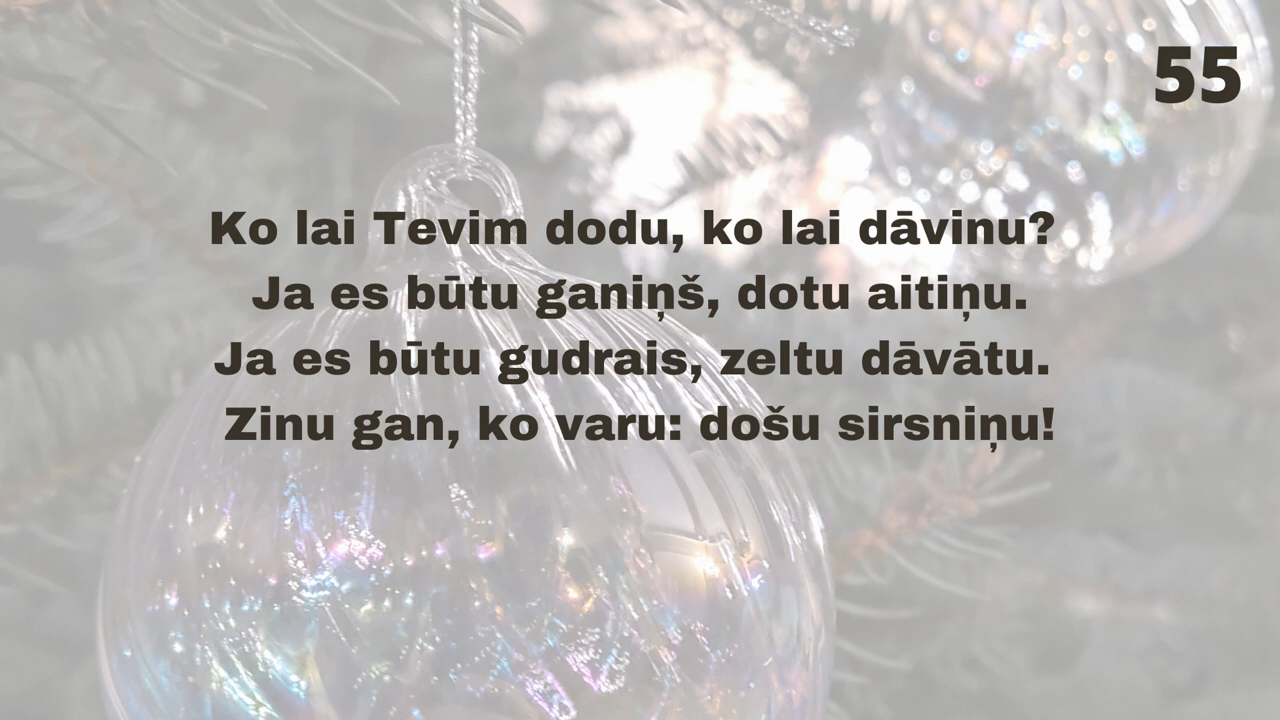 55
Ko lai Tevim dodu, ko lai dāvinu?
Ja es būtu ganiņš, dotu aitiņu.
Ja es būtu gudrais, zeltu dāvātu.
Zinu gan, ko varu: došu sirsniņu!